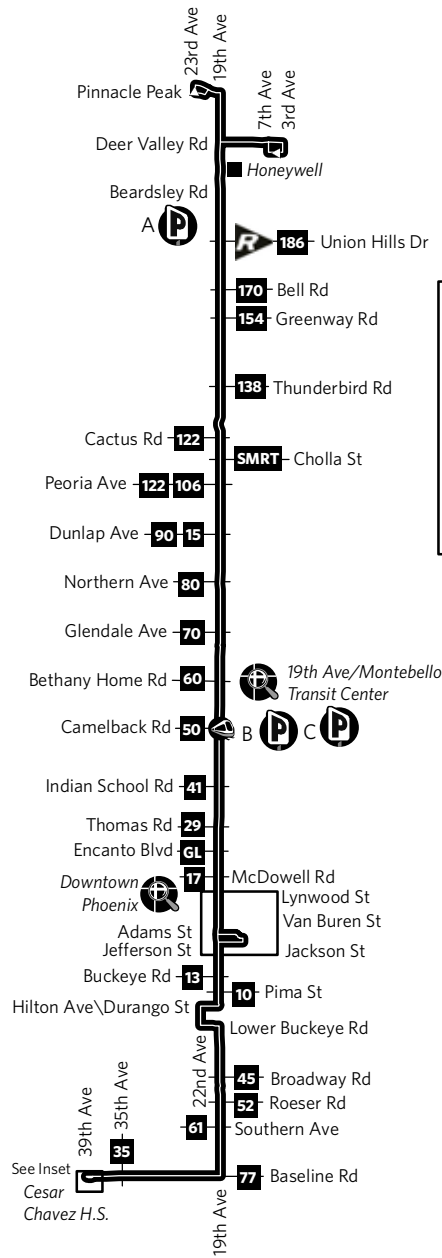 23rd Ave
19th Ave
Pinnacle Peak
7th Ave
3rd Ave
Deer Valley Rd
Honeywell
Beardsley Rd
A P
R 186 Union Hills Dr
170 Bell Rd
154 Greenway Rd
138 Thunderbird Rd
Cactus Rd 122
SMRT Cholla St
Peoria Ave 122 106
Dunlap Ave 90 15
Northern Ave 80
Glendale Ave 70
Bethany Home Rd 60
19th Ave/Montebello
Transit Center
Camelback Rd 50
B P C P
Indian School Rd 41
Thomas Rd 29
Encanto Blvd GL
17 McDowell Rd
Downtown
Phoenix
Lynwood St
Van Buren St
Adams St
Jefferson St
Jackson St
Buckeye Rd 13
10 Pima St
Hilton Ave\Durango St
Lower Buckeye Rd
22nd Ave
45 Broadway Rd
52 Roeser Rd
61 Southern Ave
39th Ave
35th Ave
35
See Inset
Cesar
Chavez H.S.
77 Baseline Rd
19th Ave